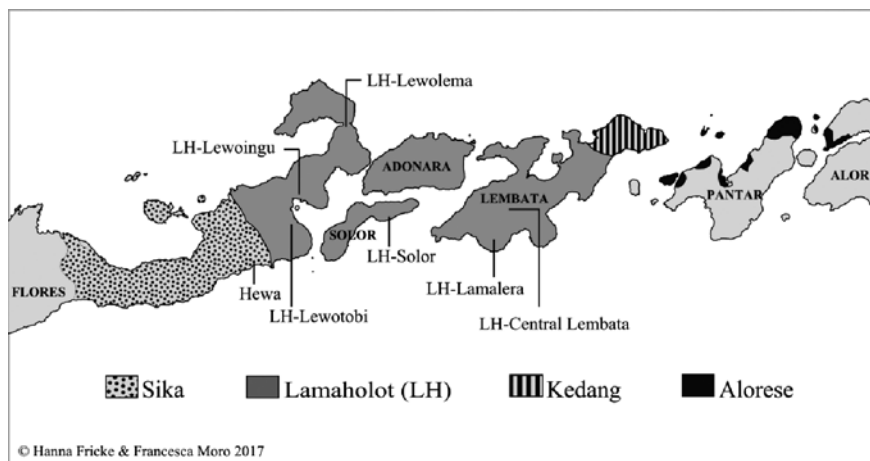 LH-Lewolema
LH-Lewoingu
ADONARA
LEMBATA
PANTAR
ALOR
SOLOR
LH-Solor
FLORES
Hewa
LH-Lewotobi
LH-Lamalera
LH-Central Lembata
Sika
Lamaholot (LH)
Kedang
Alorese
© Hanna Fricke & Francesca Moro 2017